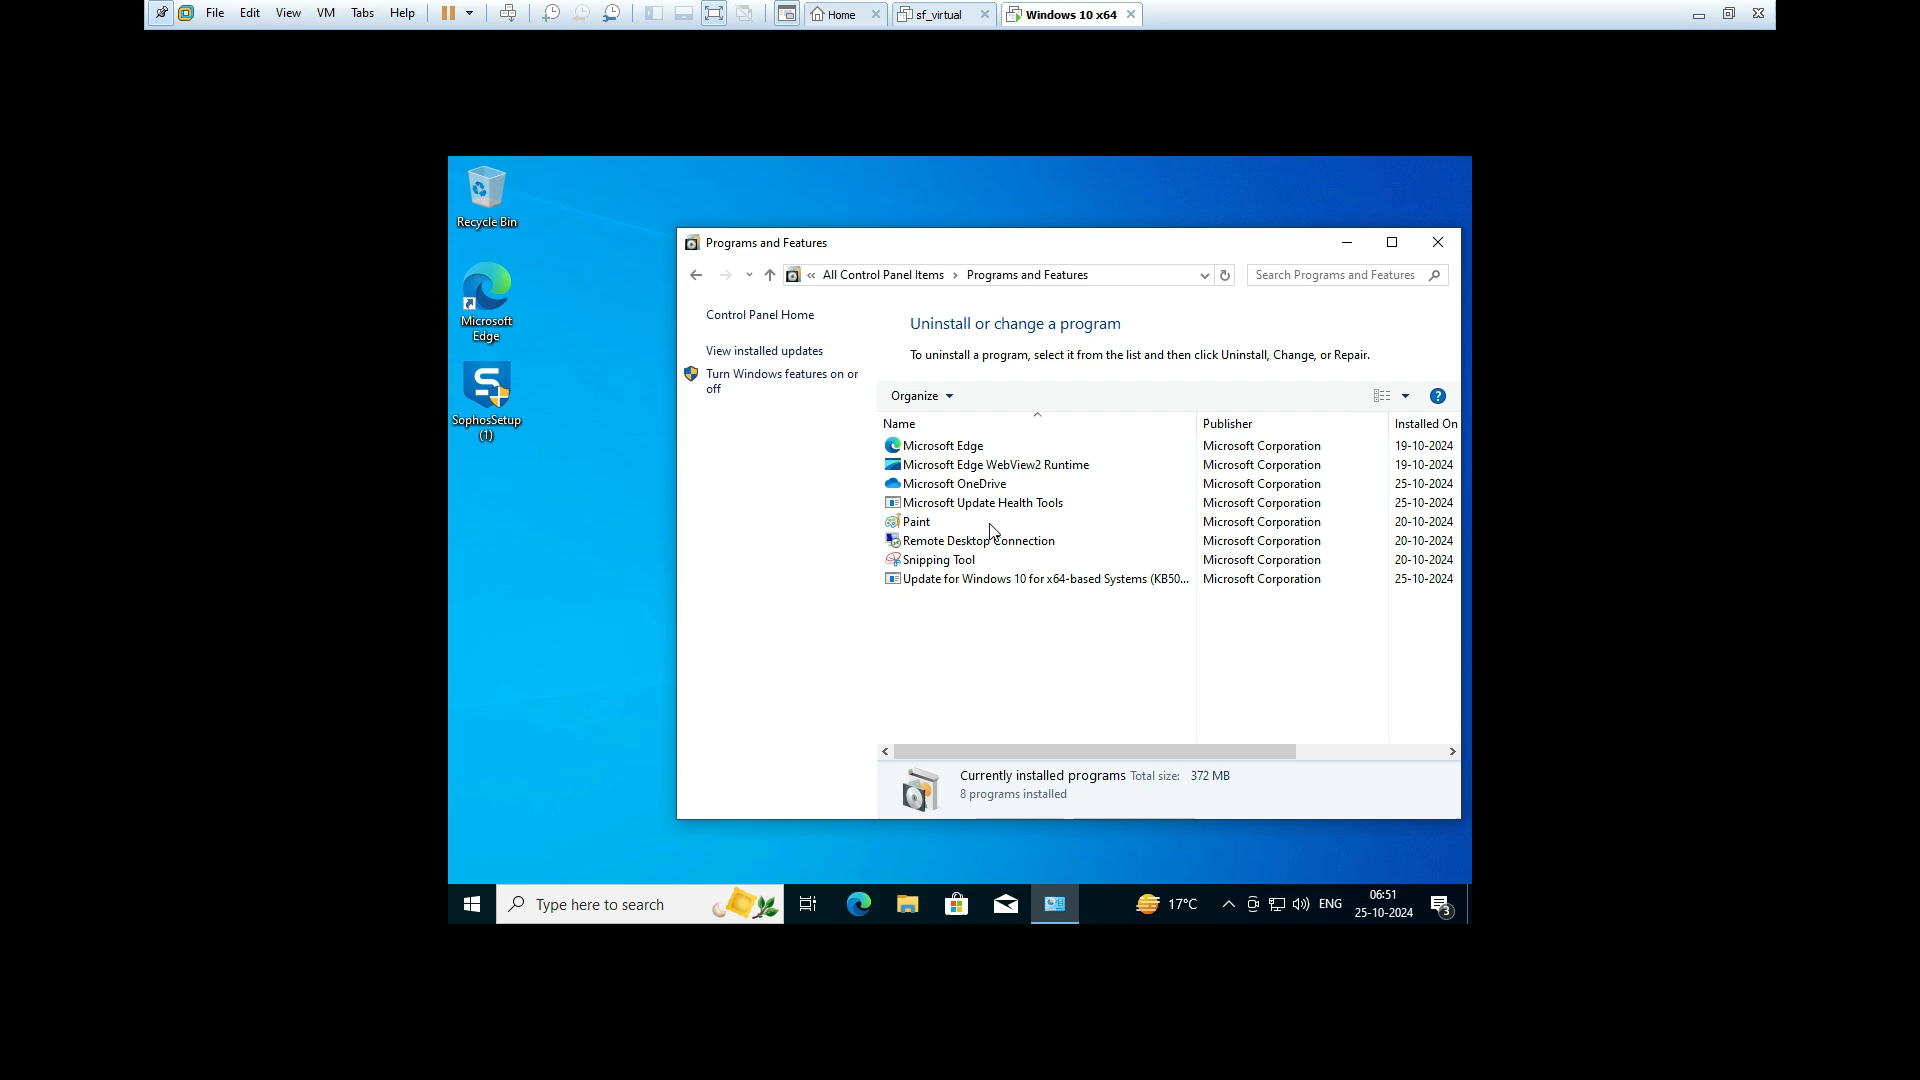 File Edit View VM Tabs Help Home sf_virtual Windows 10 x64
Recycle Bin
Microsoft
Edge
SophosSetup
(1)
Programs and Features
« All Control Panel Items › Programs and Features
Search Programs and Features
Control Panel Home
View installed updates
Turn Windows features on or
off
Uninstall or change a program
To uninstall a program, select it from the list and then click Uninstall, Change, or Repair.
Organize
Name Publisher Installed On
Microsoft Edge Microsoft Corporation 19-10-2024
Microsoft Edge WebView2 Runtime Microsoft Corporation 19-10-2024
Microsoft OneDrive Microsoft Corporation 25-10-2024
Microsoft Update Health Tools Microsoft Corporation 25-10-2024
Paint Microsoft Corporation 20-10-2024
Remote Desktop Connection Microsoft Corporation 20-10-2024
Snipping Tool Microsoft Corporation 20-10-2024
Update for Windows 10 for x64-based Systems (KB50... Microsoft Corporation 25-10-2024
Currently installed programs Total size: 372 MB
8 programs installed
Type here to search
17°C
ENG
06:51
25-10-2024
3